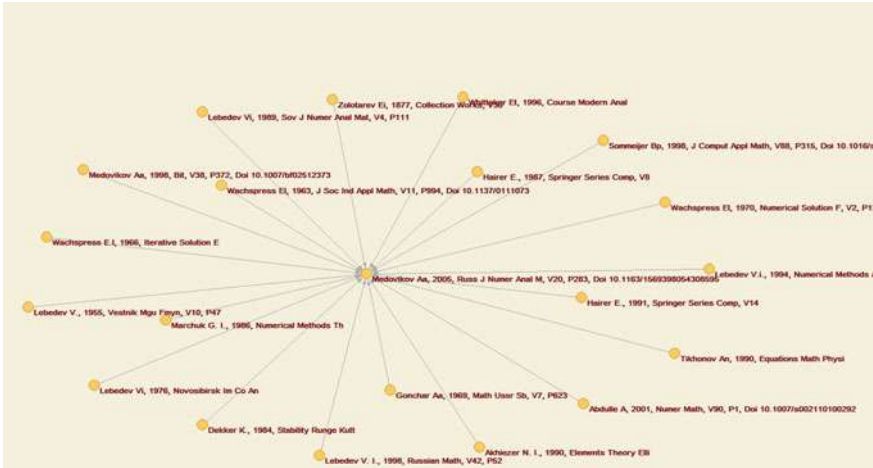 Zolotarev Ei, 1877, Collection Works, V30
Whittaker Et, 1996, Course Modern Anal
Lebedev Vi, 1989, Sov J Numer Anal Mat, V4, P111
Sommeijer Bp, 1998, J Comput Appl Math, V88, P315, Doi 10.1016/s
Medovikov Aa, 1998, Bit, V38, P372, Doi 10.1007/bf02512373
Hairer E., 1987, Springer Series Comp, V8
Wachspress El, 1963, J Soc Ind Appl Math, V11, P994, Doi 10.1137/0111073
Wachspress El, 1970, Numerical Solution F, V2, P1
Wachspress E.l, 1966, Iterative Solution E
Lebedev V.i., 1994, Numerical Methods
Medovikov Aa, 2005, Russ J Numer Anal M, V20, P283, Doi 10.1163/1569398054308595
Hairer E., 1991, Springer Series Comp, V14
Lebedev V., 1955, Vestnik Mgu Fmyn, V10, P47
Marchuk G. I., 1986, Numerical Methods Th
Tikhonov An, 1990, Equations Math Physi
Lebedev Vi, 1976, Novosibirsk Im Co An
Gonchar Aa, 1969, Math Ussr Sb, V7, P623
Abdulle A, 2001, Numer Math, V90, P1, Doi 10.1007/s002110100292
Dekker K., 1984, Stability Runge Kutt
Akhiezer N. I., 1990, Elements Theory Elli
Lebedev V. I., 1998, Russian Math, V42, P52